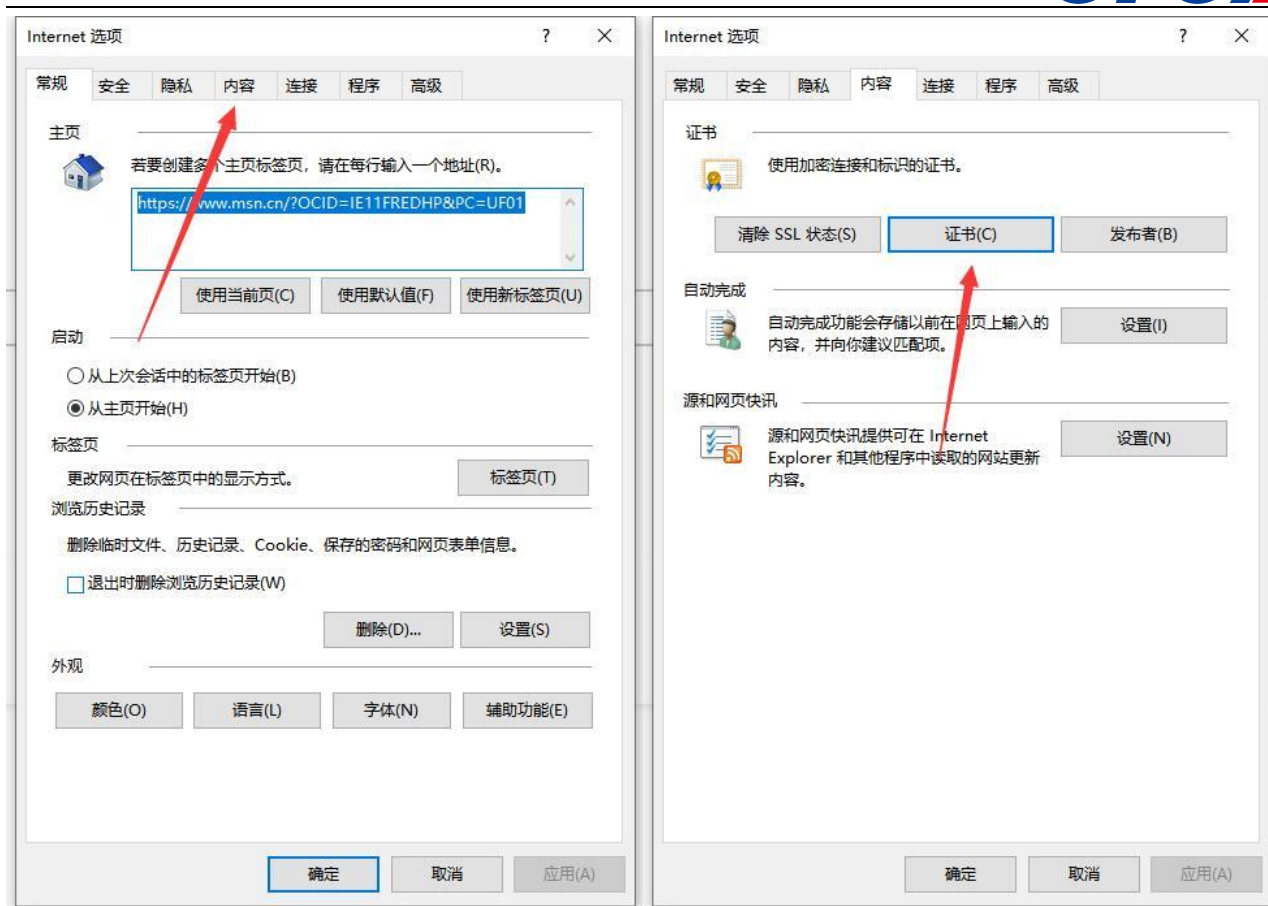 Internet 选项
? ×
常规 安全 隐私 内容 连接 程序 高级
主页
若要创建多个主页标签页，请在每行输入一个地址(R)。
https://www.msn.cn/?OCID=IE11FREDHP&PC=UF01
使用当前页(C) 使用默认值(F) 使用新标签页(U)
启动
从上次会话中的标签页开始(B)
从主页开始(H)
标签页
更改网页在标签页中的显示方式。
标签页(T)
浏览历史记录
删除临时文件、历史记录、Cookie、保存的密码和网页表单信息。
退出时删除浏览历史记录(W)
删除(D)... 设置(S)
外观
颜色(O) 语言(L) 字体(N) 辅助功能(E)
确定 取消 应用(A)
Internet 选项
? ×
常规 安全 隐私 内容 连接 程序 高级
证书
使用加密连接和标识的证书。
清除 SSL 状态(S) 证书(C) 发布者(B)
自动完成
自动完成功能会存储以前在网页上输入的
内容，并向你建议匹配项。
设置(I)
源和网页快讯
源和网页快讯提供可在 Internet
Explorer 和其他程序中读取的网站更新
内容。
设置(N)
确定 取消 应用(A)